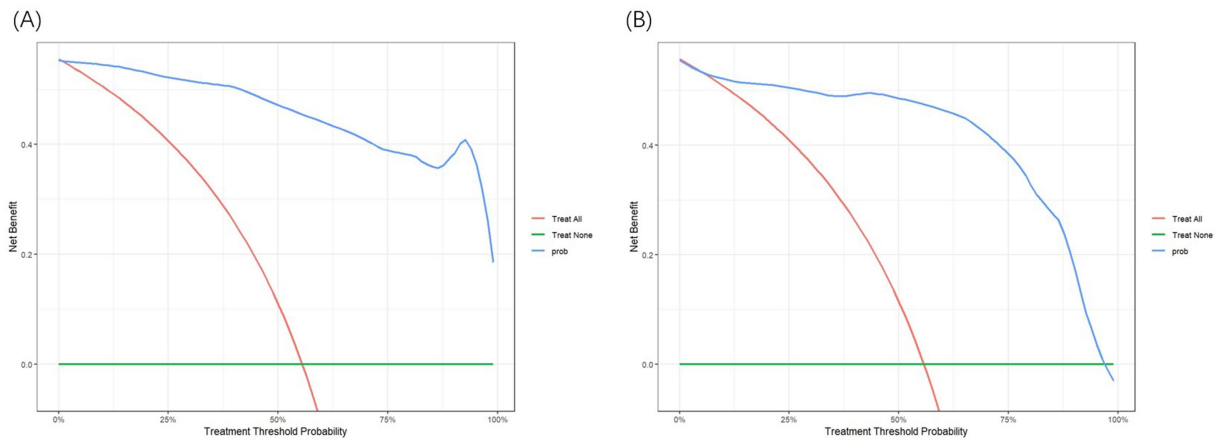 (A)
Net Benefit
0.4
0.2
0.0
0%
25%
50%
75%
100%
Treatment Threshold Probability
Treat All
Treat None
prob
(B)
Net Benefit
0.4
0.2
0.0
0%
25%
50%
75%
100%
Treatment Threshold Probability
Treat All
Treat None
prob